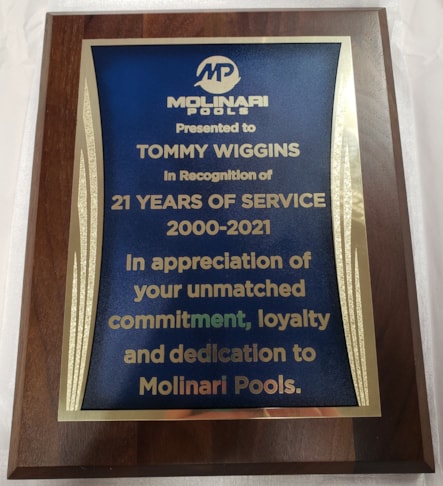 MP
MOLINARI
POOLS
Presented to
TOMMY WIGGINS
In Recognition of
21 YEARS OF SERVICE
2000-2021
In appreciation of
your unmatched
commitment, loyalty
and dedication to
Molinari Pools.